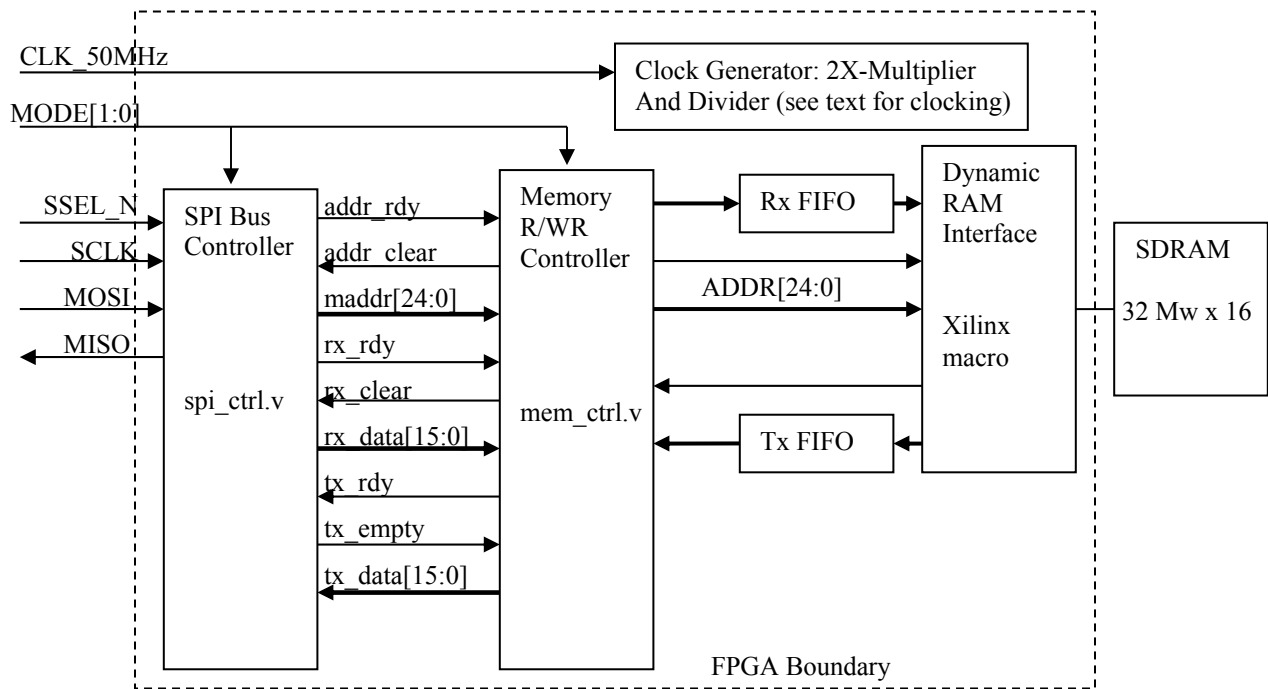 CLK_50MHz
Clock Generator: 2X-Multiplier
And Divider (see text for clocking)
MODE[1:0]
SSEL_N
SCLK
MOSI
MISO
SPI Bus
Controller
spi_ctrl.v
addr_rdy
addr_clear
maddr[24:0]
rx_rdy
rx_clear
rx_data[15:0]
tx_rdy
tx_empty
tx_data[15:0]
Memory
R/WR
Controller
mem_ctrl.v
Rx FIFO
ADDR[24:0]
Tx FIFO
Dynamic
RAM
Interface
Xilinx
macro
SDRAM
32 Mw x 16
FPGA Boundary